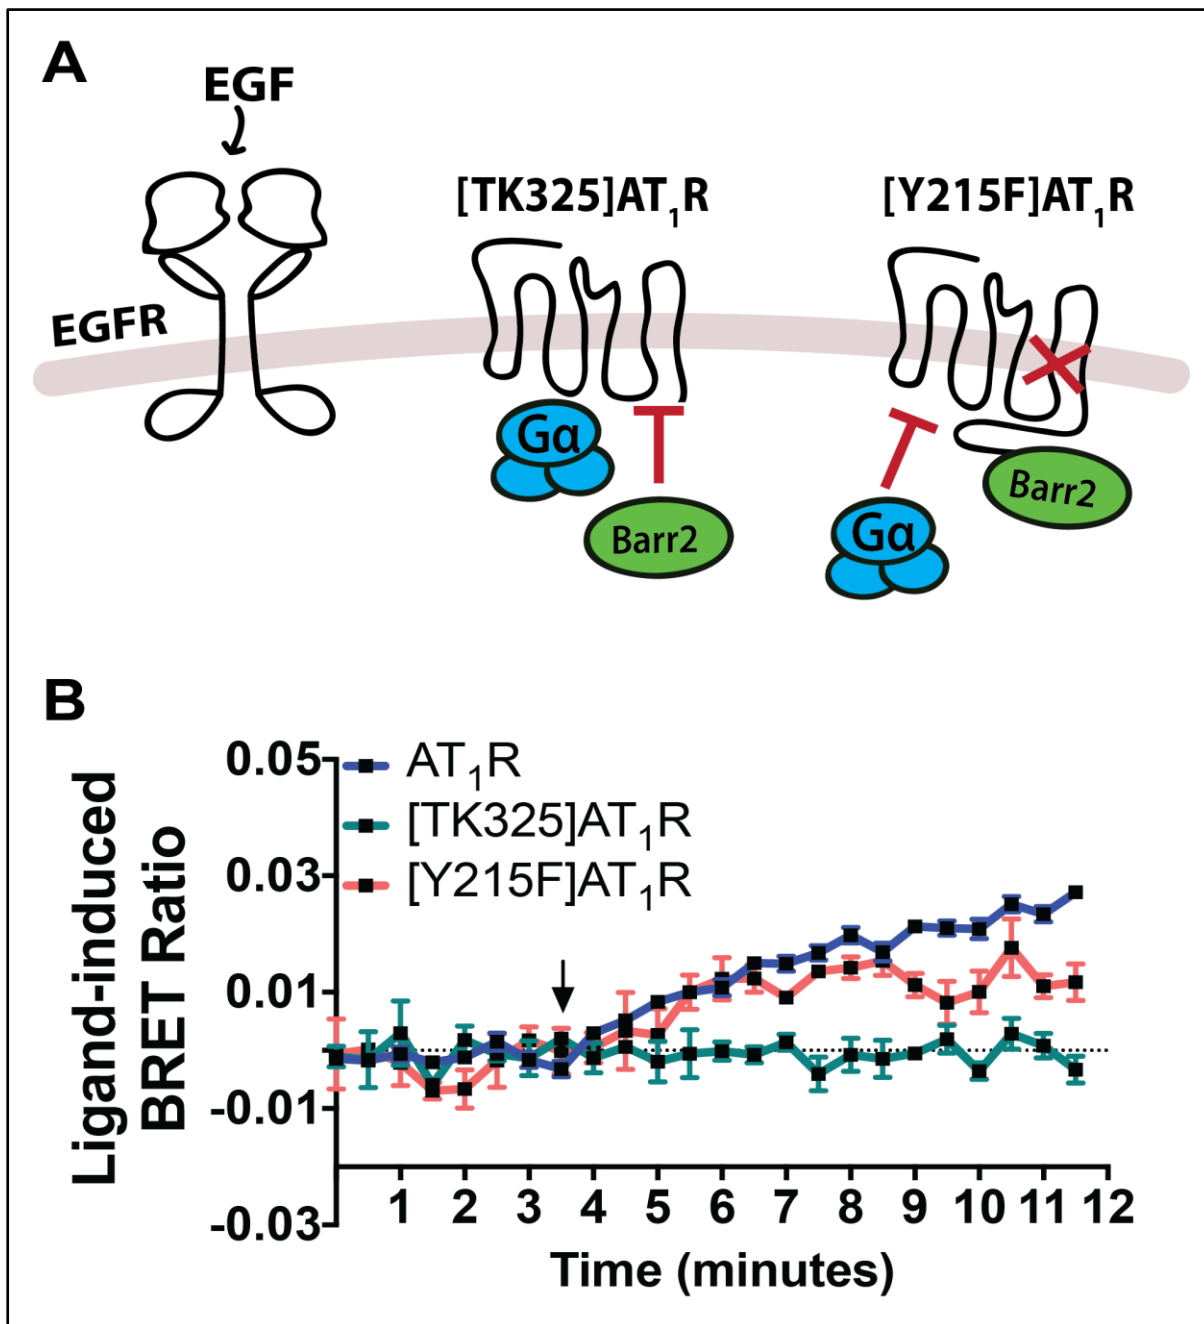 A
EGF
[TK325]AT₁R
[Y215F]AT₁R
EGFR
Gα
Barr2
Barr2
Gα
B
Ligand-induced
BRET Ratio
0.05
0.03
0.01
-0.01
-0.03
AT₁R
[TK325]AT₁R
[Y215F]AT₁R
1 2 3 4 5 6 7 8 9 10 11 12
Time (minutes)